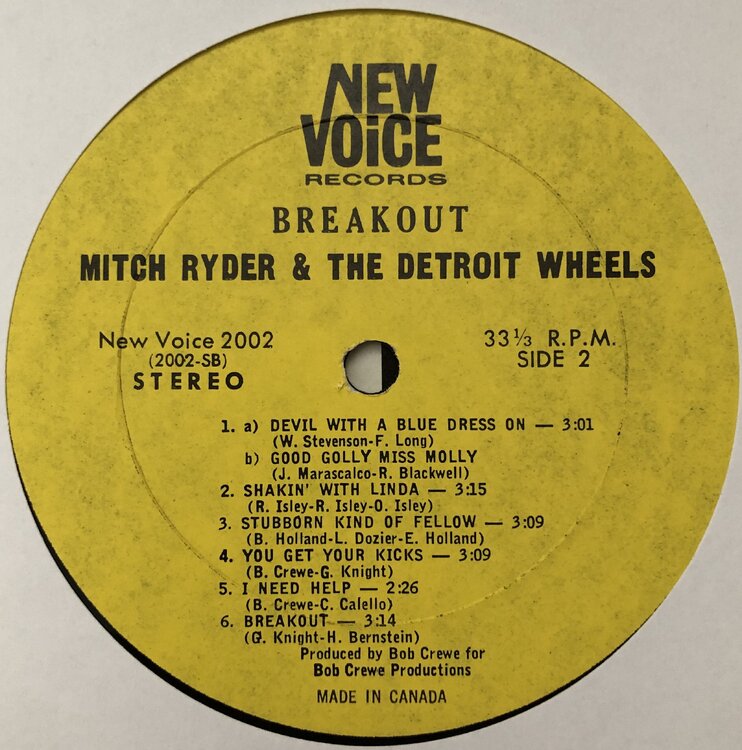 NEW
VOiCE
RECORDS
BREAKOUT
MITCH RYDER & THE DETROIT WHEELS
New Voice 2002
(2002-SB)
STEREO
33 1/3 R.P.M.
SIDE 2
1. a) DEVIL WITH A BLUE DRESS ON — 3:01
(W. Stevenson-F. Long)
b) GOOD GOLLY MISS MOLLY
(J. Marascalco-R. Blackwell)
2. SHAKIN' WITH LINDA — 3:15
(R. Isley-R. Isley-O. Isley)
3. STUBBORN KIND OF FELLOW — 3:09
(B. Holland-L. Dozier-E. Holland)
4. YOU GET YOUR KICKS — 3:09
(B. Crewe-G. Knight)
5. I NEED HELP — 2:26
(B. Crewe-C. Calello)
6. BREAKOUT — 3:14
(G. Knight-H. Bernstein)
Produced by Bob Crewe for
Bob Crewe Productions
MADE IN CANADA